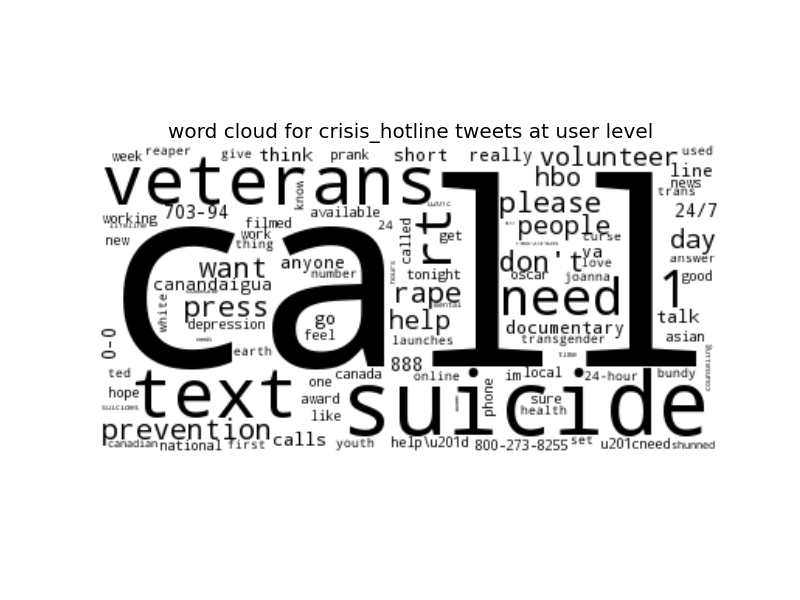 word cloud for crisis_hotline tweets at user level
week reaper give think prank short really volunteer used
veterans know hbo line
news
trans
please
working 703-94 filmed available 24 called rt people 24/7
new work
thing
get
curse
day
call
want anyone
number
tonight don't ya
love
answer
canandaigua
oscar joanna good
white press
depression
rape need 1
go
feel
help documentary talk
0-0 earth launches transgender asian
time
888
ted canada online im local 24-hour bundy counseling
hope text one
award
like
suicide
phone sure
health
suicides
prevention
canadian national first calls youth help\u201d 800-273-8255 set u201cneed shunned